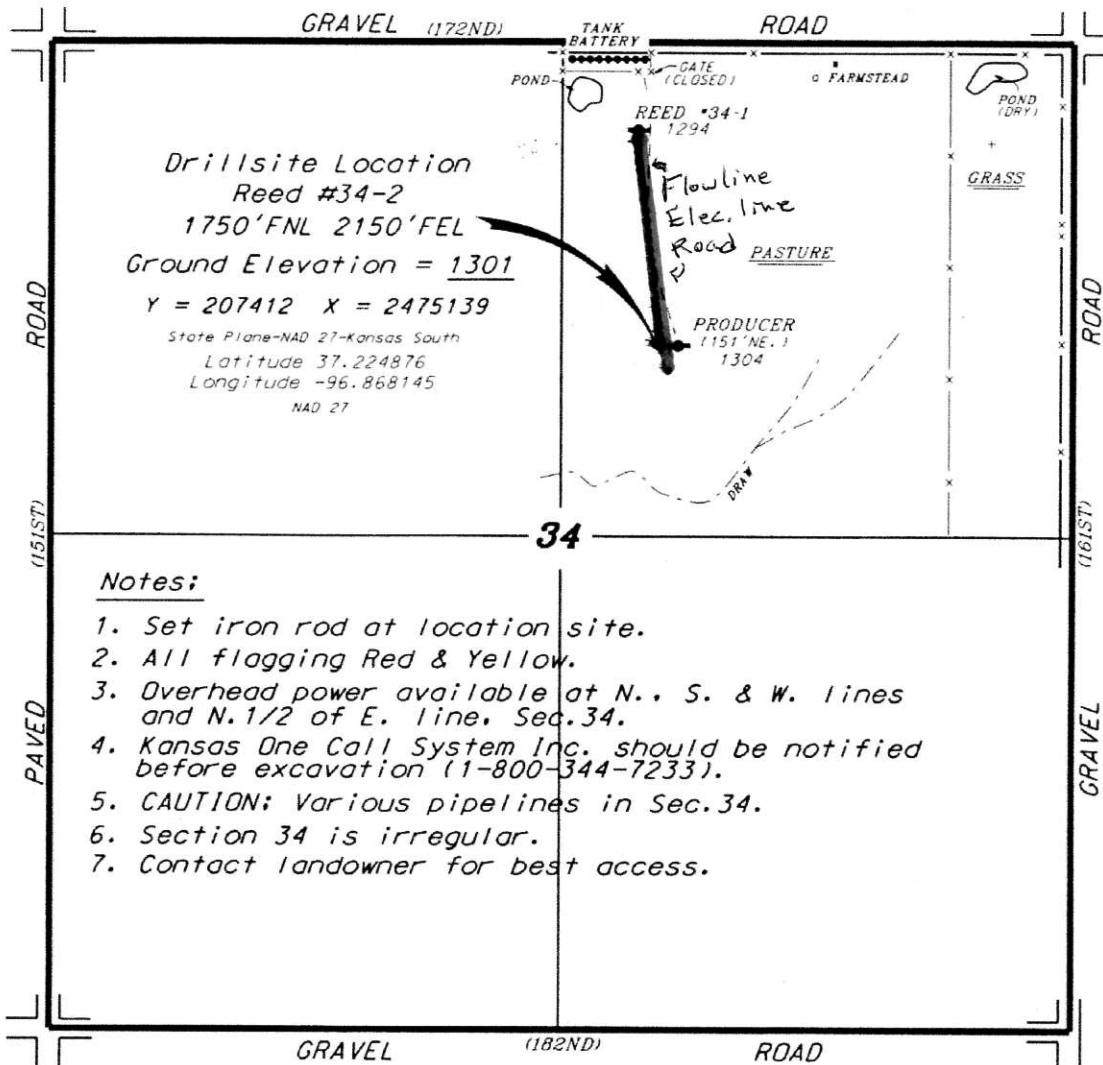 GRAVEL (172ND) ROAD
TANK
BATTERY
GATE
(CLOSED)
POND
FARMSTEAD
POND
(DRY)
REED #34-1
1294
GRASS
Drillsite Location
Reed #34-2
1750'FNL 2150'FEL
Ground Elevation = 1301
Y = 207412 X = 2475139
State Plane-NAD 27-Kansas South
Latitude 37.224876
Longitude -96.868145
NAD 27
Flowline
Elec. line
Road
PASTURE
PRODUCER
(151'NE.)
1304
DRAW
ROAD
(151ST)
PAVED
ROAD
(161ST)
GRAVEL
34
Notes:
1. Set iron rod at location site.
2. All flagging Red & Yellow.
3. Overhead power available at N., S. & W. lines
and N.1/2 of E. line, Sec.34.
4. Kansas One Call System Inc. should be notified
before excavation (1-800-344-7233).
5. CAUTION: Various pipelines in Sec.34.
6. Section 34 is irregular.
7. Contact landowner for best access.
GRAVEL (182ND) ROAD